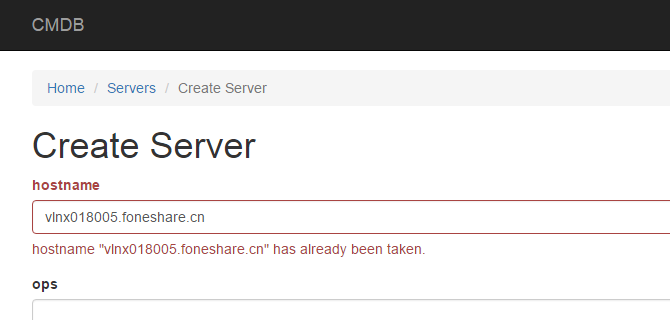 CMDB
Home / Servers / Create Server
Create Server
hostname
vlnx018005.foneshare.cn
hostname "vlnx018005.foneshare.cn" has already been taken.
ops